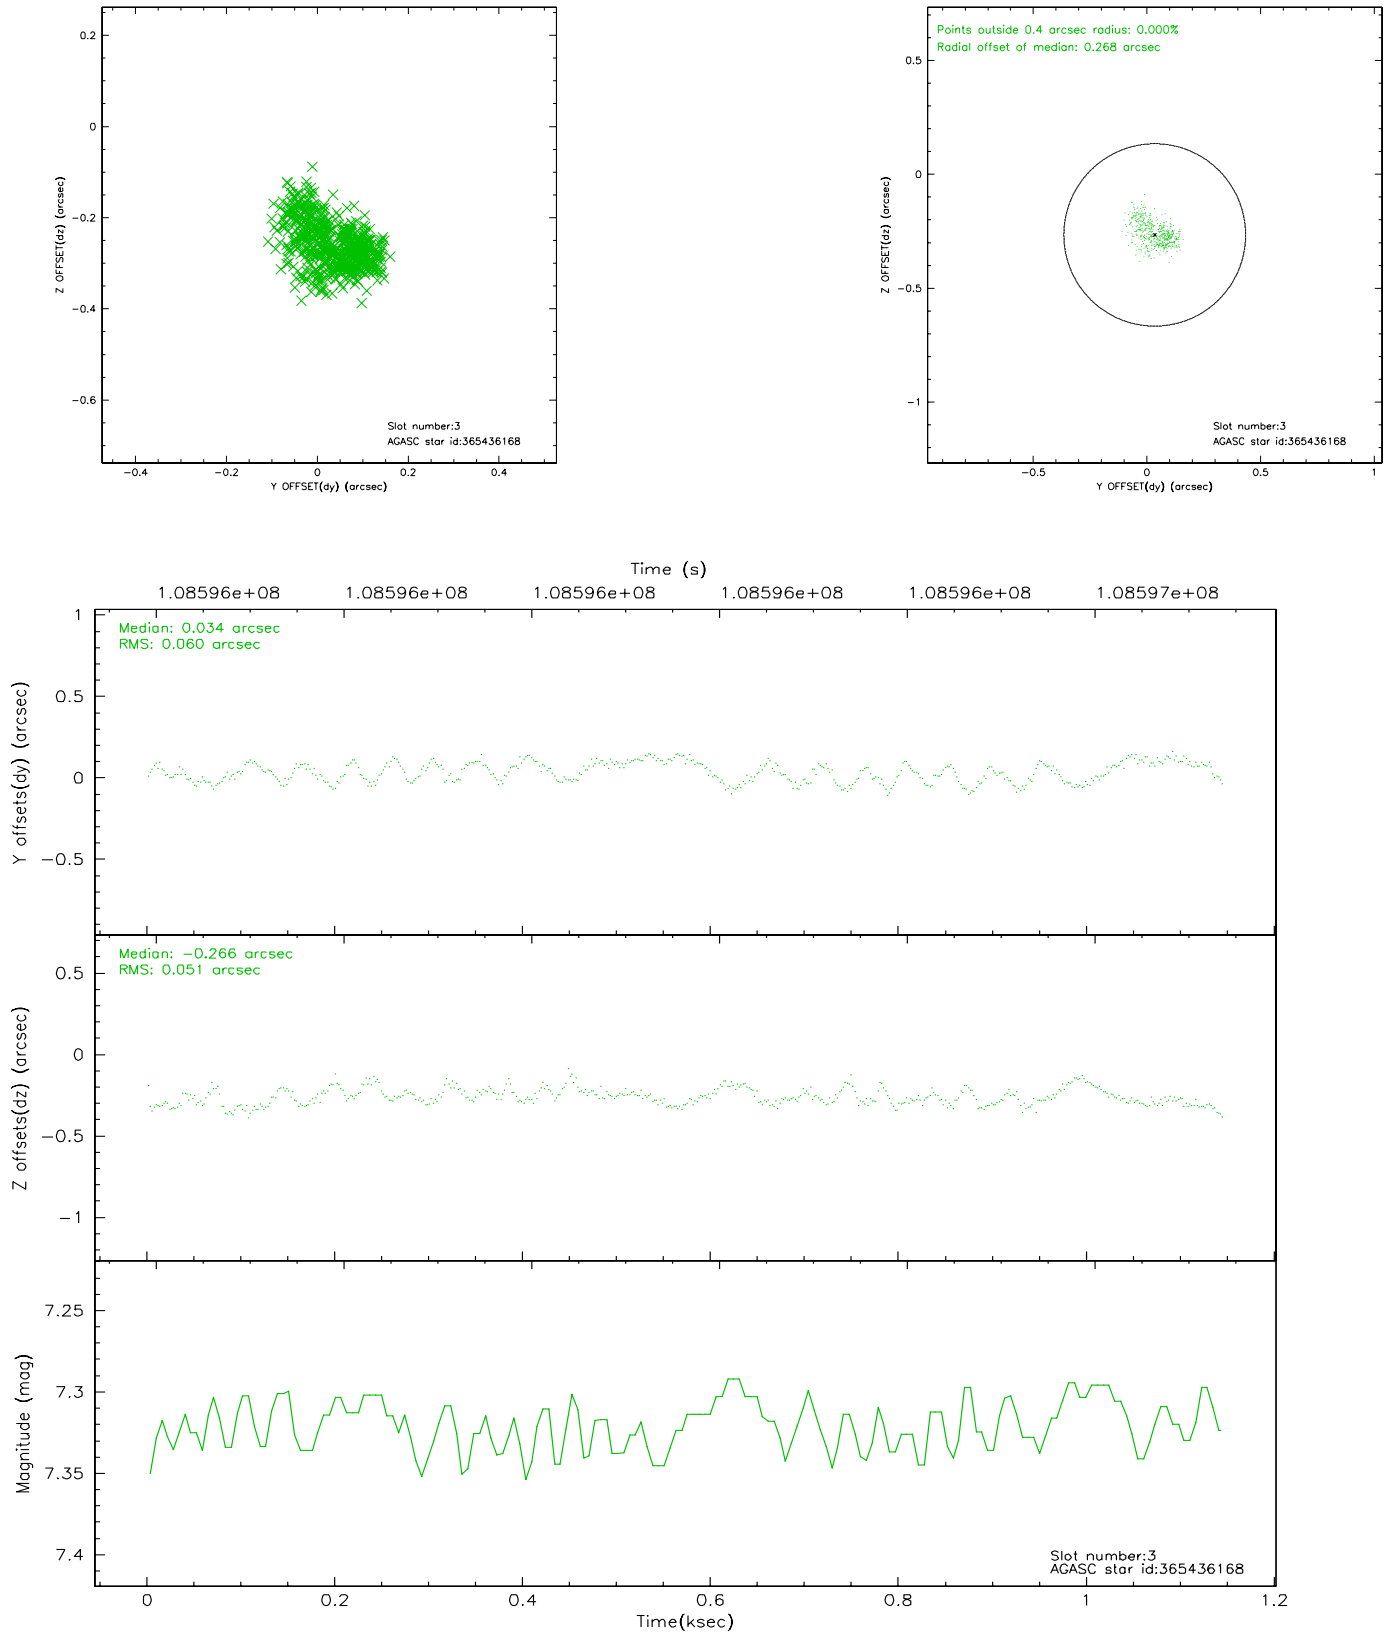 0.2
0
−0.2
−0.4
−0.6
Z OFFSET(dz) (arcsec)
−0.4
−0.2
0
0.2
0.4
Y OFFSET(dy) (arcsec)
Slot number:3
AGASC star id:365436168
Points outside 0.4 arcsec radius: 0.000%
Radial offset of median: 0.268 arcsec
0.5
0
−0.5
−1
Z OFFSET(dz) (arcsec)
−0.5
0
0.5
1
Y OFFSET(dy) (arcsec)
Slot number:3
AGASC star id:365436168
Time (s)
1.08596e+08
1.08596e+08
1.08596e+08
1.08596e+08
1.08596e+08
1.08597e+08
Median: 0.034 arcsec
RMS: 0.060 arcsec
1
0.5
0
−0.5
Y offsets(dy) (arcsec)
Median: −0.266 arcsec
RMS: 0.051 arcsec
0.5
0
−0.5
−1
Z offsets(dz) (arcsec)
7.25
7.3
7.35
7.4
Magnitude (mag)
Slot number:3
AGASC star id:365436168
0
0.2
0.4
0.6
0.8
1
1.2
Time(ksec)